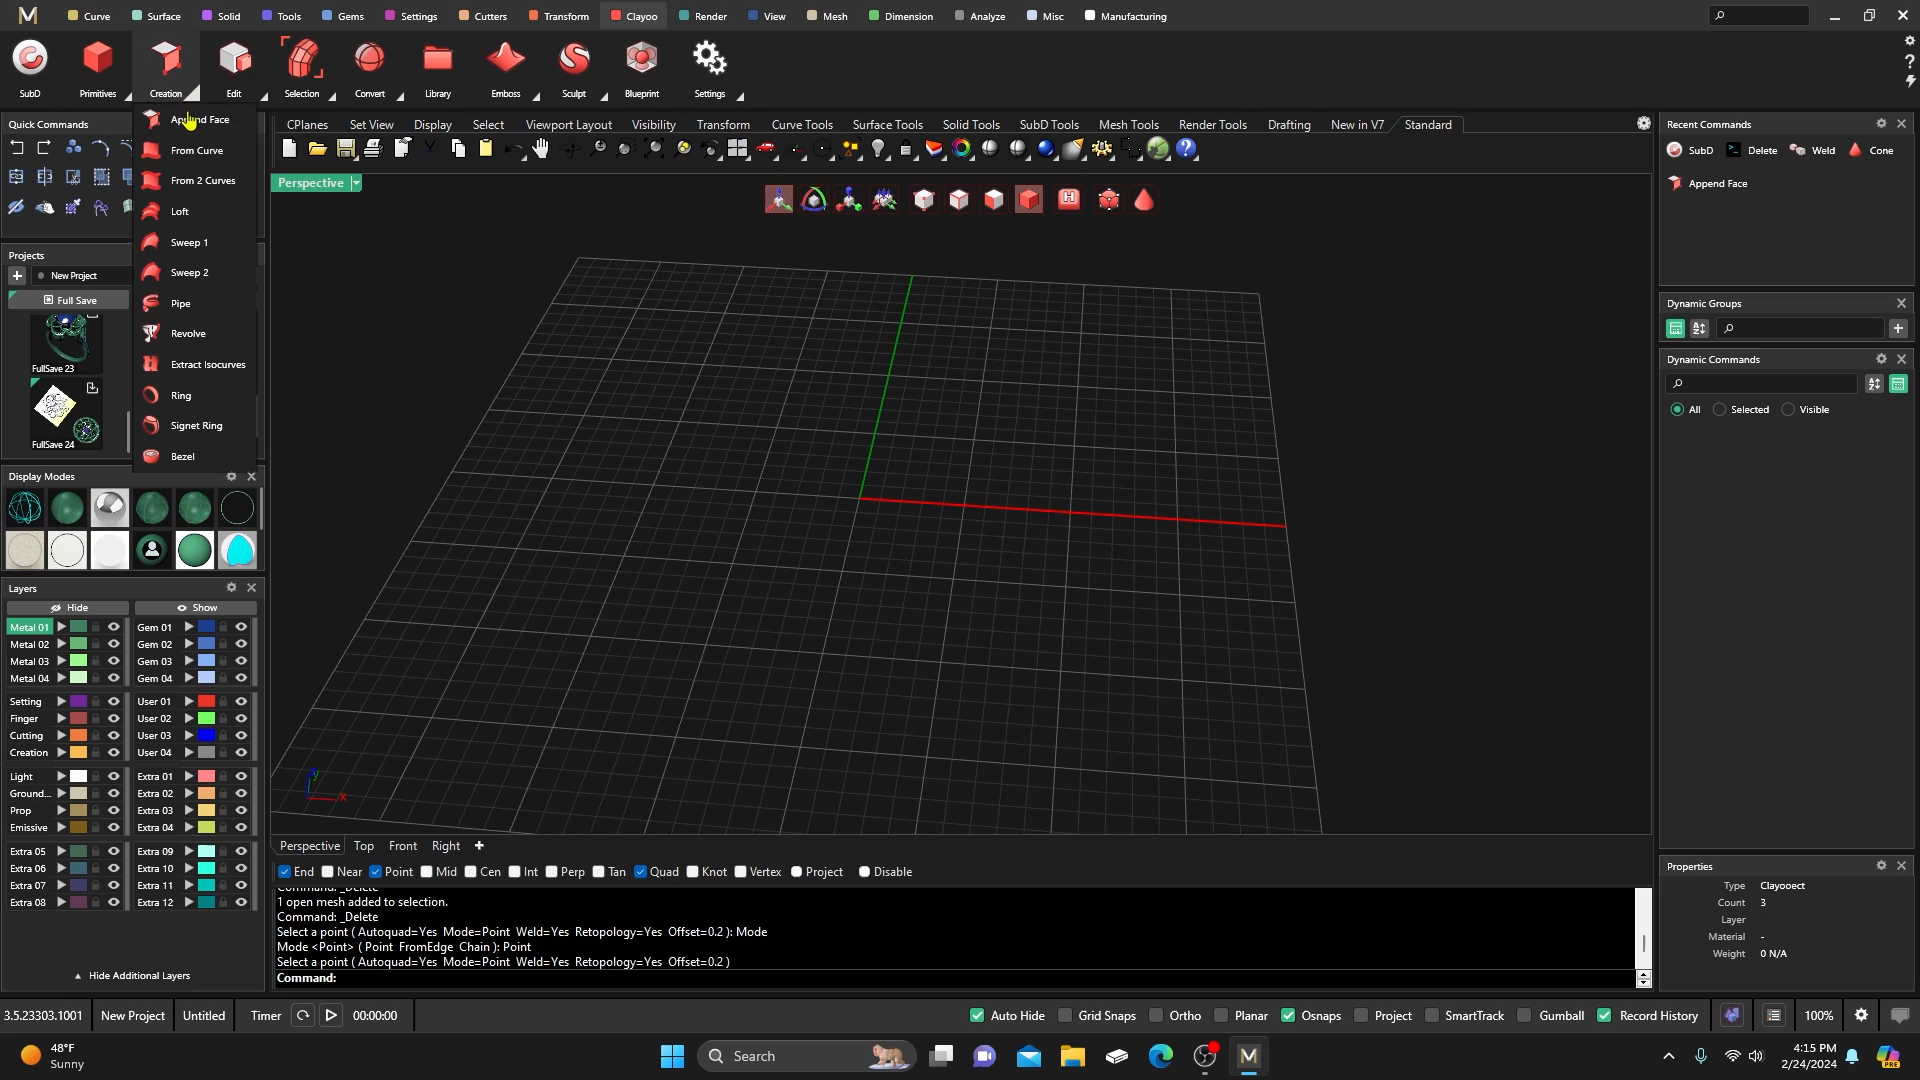 M Curve Surface Solid Tools Gems Settings Cutters Transform Clayoo Render View Mesh Dimension Analyze Misc Manufacturing
SubD Primitives Creation Edit Selection Convert Library Emboss Sculpt Blueprint Settings
Quick Commands
Projects
New Project
Full Save
FullSave 23
FullSave 24
Append Face
From Curve
From 2 Curves
Loft
Sweep 1
Sweep 2
Pipe
Revolve
Extract Isocurves
Ring
Signet Ring
Bezel
CPlanes Set View Display Select Viewport Layout Visibility Transform Curve Tools Surface Tools Solid Tools SubD Tools Mesh Tools Render Tools Drafting New in V7 Standard
Perspective
H
y
x
Display Modes
Layers
Hide Show
Metal 01 Gem 01
Metal 02 Gem 02
Metal 03 Gem 03
Metal 04 Gem 04
Setting User 01
Finger User 02
Cutting User 03
Creation User 04
Light Extra 01
Ground... Extra 02
Prop Extra 03
Emissive Extra 04
Extra 05 Extra 09
Extra 06 Extra 10
Extra 07 Extra 11
Extra 08 Extra 12
Hide Additional Layers
Perspective Top Front Right
End Near Point Mid Cen Int Perp Tan Quad Knot Vertex Project Disable
Command: _Delete
1 open mesh added to selection.
Command: _Delete
Select a point ( Autoquad=Yes Mode=Point Weld=Yes Retopology=Yes Offset=0.2 ): Mode
Mode <Point> ( Point FromEdge Chain ): Point
Select a point ( Autoquad=Yes Mode=Point Weld=Yes Retopology=Yes Offset=0.2 )
Command:
Recent Commands
SubD Delete Weld Cone
Append Face
Dynamic Groups
Dynamic Commands
All Selected Visible
Properties
Type Clayooect
Count 3
Layer
Material -
Weight 0 N/A
3.5.23303.1001 New Project Untitled Timer 00:00:00 Auto Hide Grid Snaps Ortho Planar Osnaps Project SmartTrack Gumball Record History 100%
48°F
Sunny
Search
M
4:15 PM
2/24/2024
PRE